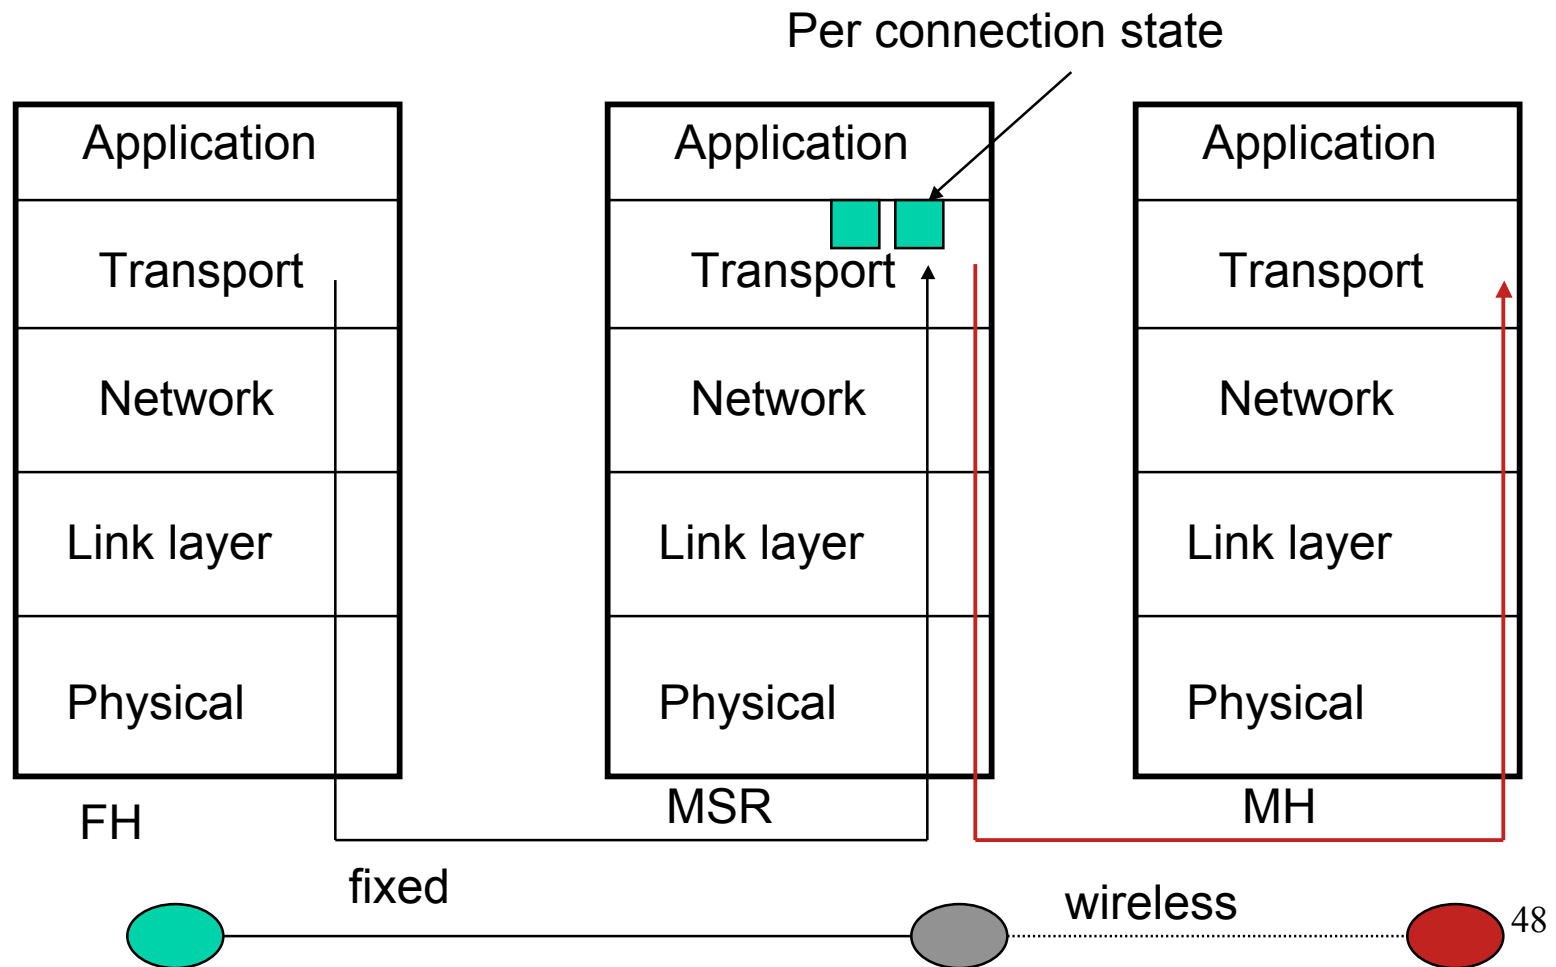 Per connection state
Application
Transport
Network
Link layer
Physical
FH
Application
Transport
Network
Link layer
Physical
MSR
Application
Transport
Network
Link layer
Physical
MH
fixed
wireless
48